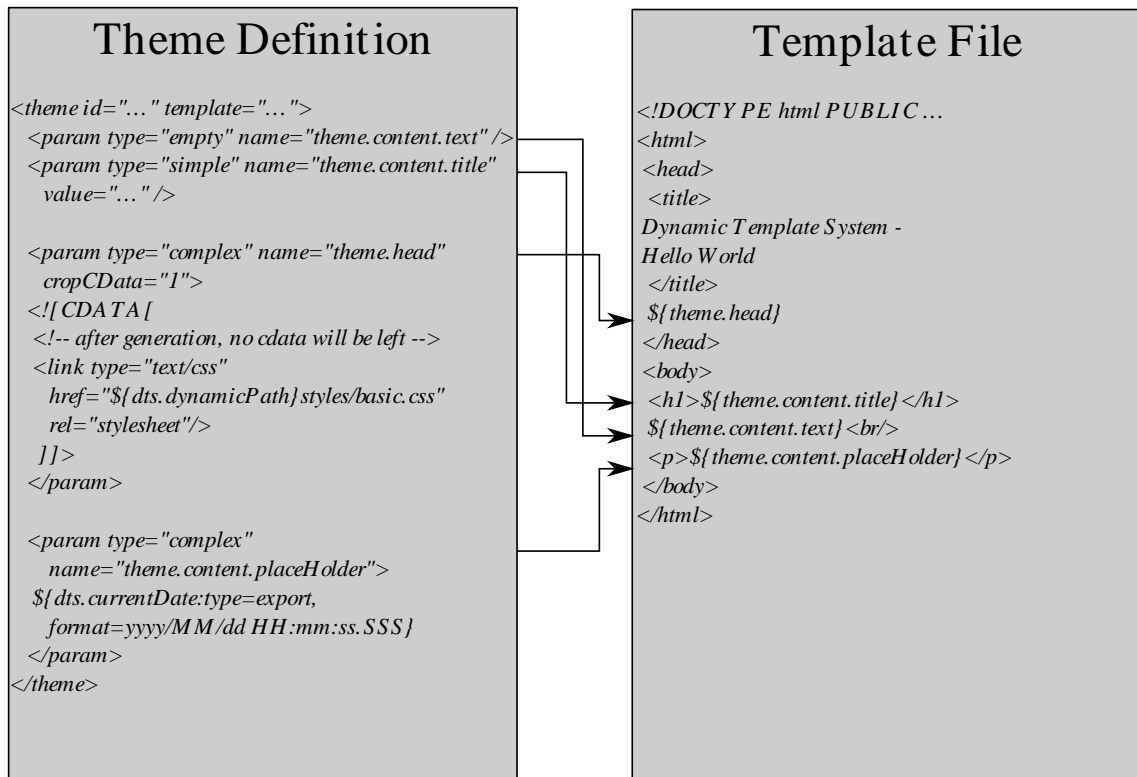 Theme Definition
<theme id="…" template="…">
<param type="empty" name="theme.content.text" />
<param type="simple" name="theme.content.title"
value="…" />
<param type="complex" name="theme.head"
cropCData="1">
<![CDATA[
<!-- after generation, no cdata will be left -->
<link type="text/css"
href="${dts.dynamicPath}styles/basic.css"
rel="stylesheet"/>
]]>
</param>
<param type="complex"
name="theme.content.placeHolder">
${dts.currentDate:type=export,
format=yyyy/MM/dd HH:mm:ss.SSS}
</param>
</theme>
Template File
<!DOCTYPE html PUBLIC …
<html>
<head>
<title>
Dynamic Template System -
Hello World
</title>
${theme.head}
</head>
<body>
<h1>${theme.content.title}</h1>
${theme.content.text}<br/>
<p>${theme.content.placeHolder}</p>
</body>
</html>